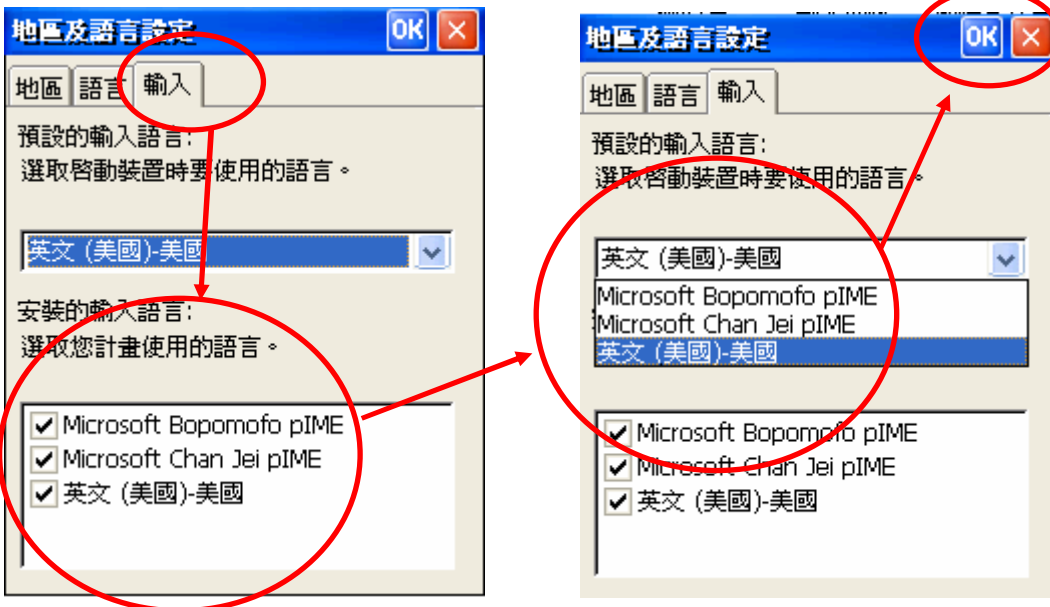 地區及語言設定 OK
地區 語言 輸入
預設的輸入語言:
選取啓動裝置時要使用的語言。
英文 (美國)-美國
安裝的輸入語言:
選取您計畫使用的語言。
Microsoft Bopomofo pIME
Microsoft Chan Jei pIME
英文 (美國)-美國
地區及語言設定 OK
地區 語言 輸入
預設的輸入語言:
選取啓動裝置時要使用的語言。
英文 (美國)-美國
Microsoft Bopomofo pIME
Microsoft Chan Jei pIME
英文 (美國)-美國
Microsoft Bopomofo pIME
Microsoft Chan Jei pIME
英文 (美國)-美國